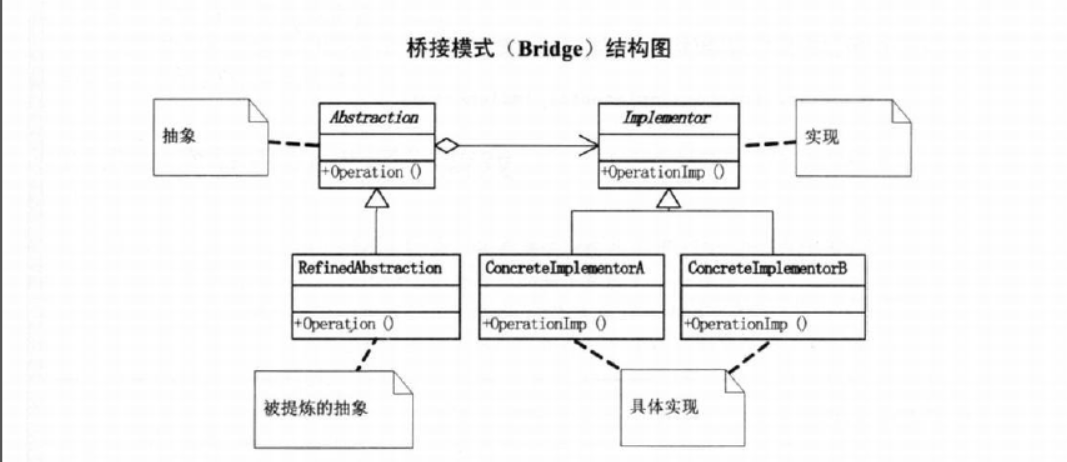 桥接模式（Bridge）结构图
抽象
Abstraction
+Operation ()
Implementor
+OperationImp ()
实现
RefinedAbstraction
+Operation ()
ConcreteImplementorA
+OperationImp ()
ConcreteImplementorB
+OperationImp ()
被提炼的抽象
具体实现